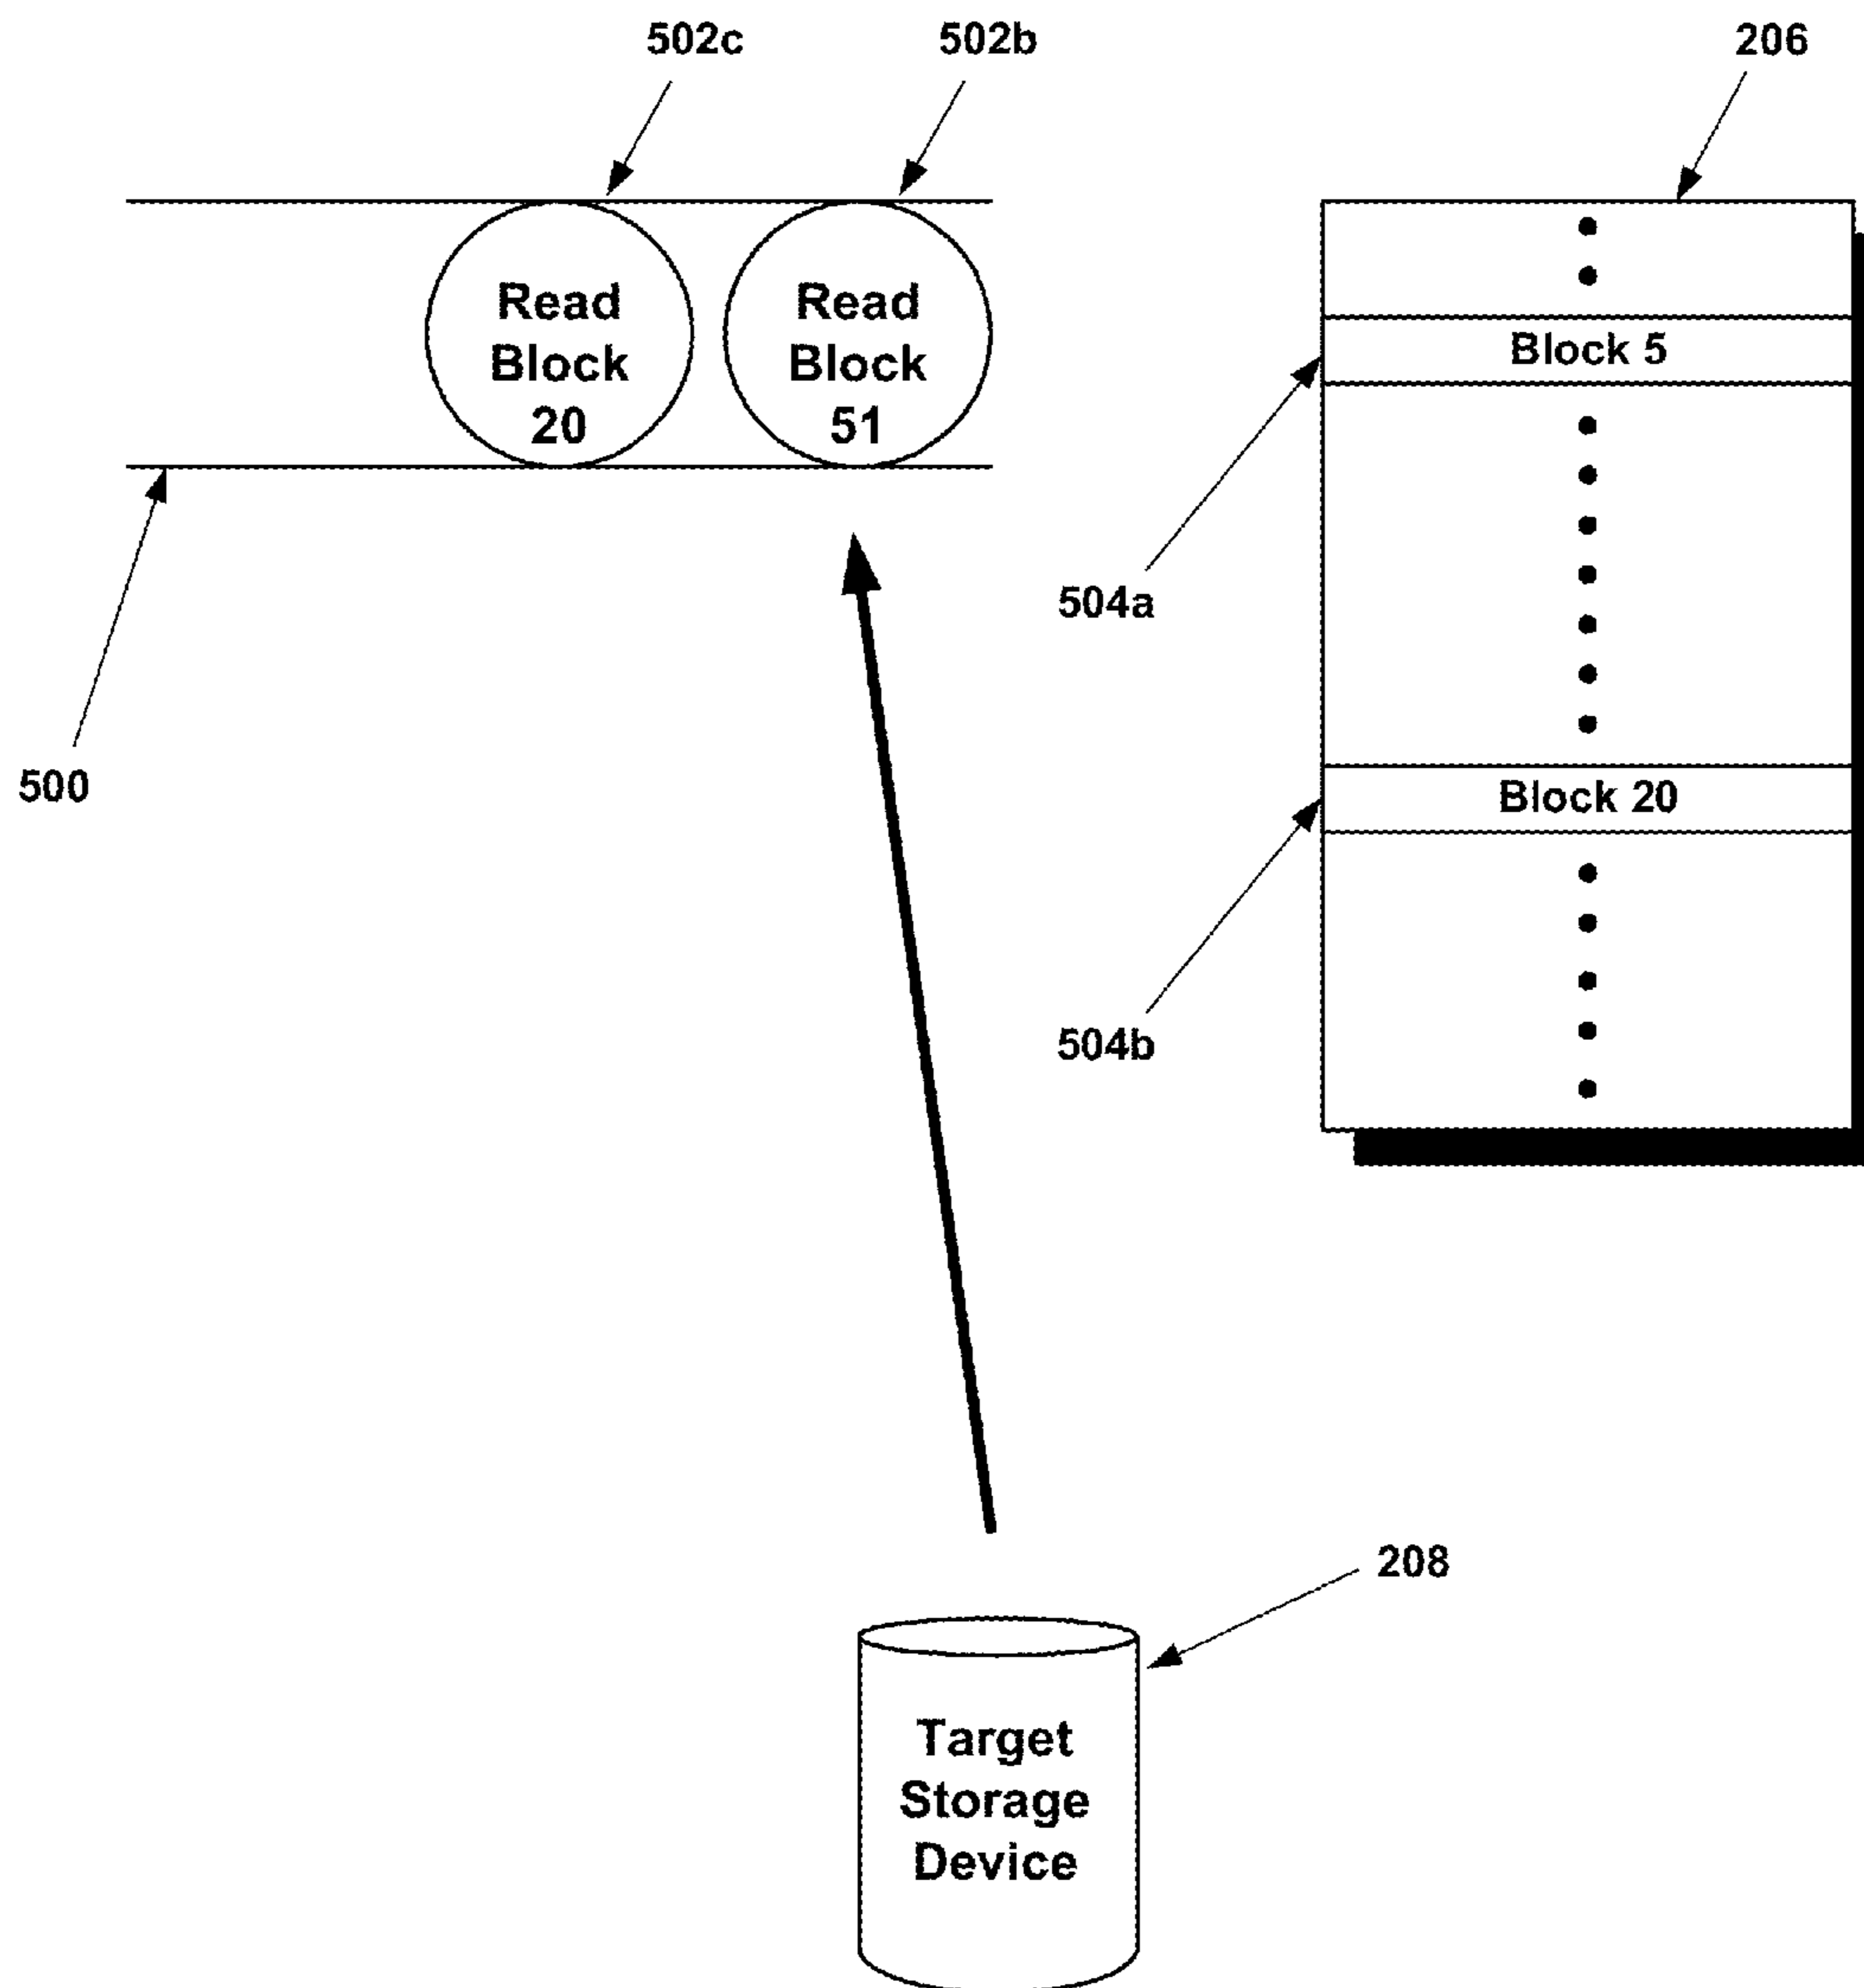 502c
502b
206
Read
Block
20
Read
Block
51
Block 5
504a
500
Block 20
504b
208
Target
Storage
Device